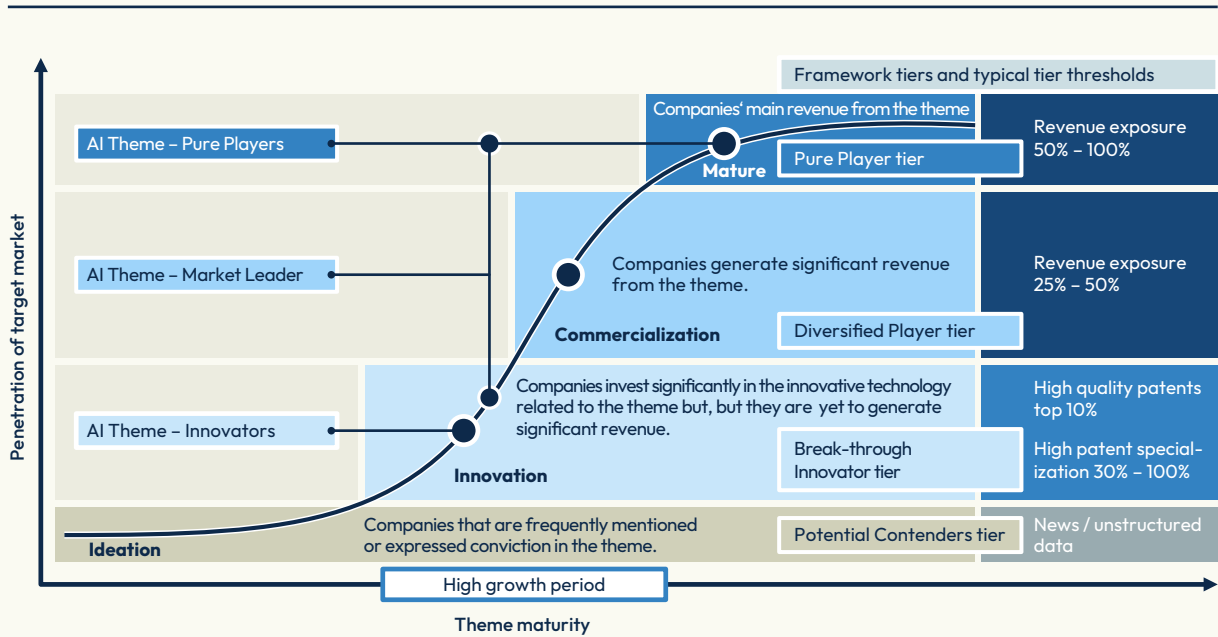 Framework tiers and typical tier thresholds
Companies‘ main revenue from the theme
AI Theme – Pure Players
Mature
Pure Player tier
Revenue exposure
50% – 100%
AI Theme – Market Leader
Companies generate significant revenue
from the theme.
Commercialization
Diversified Player tier
Revenue exposure
25% – 50%
AI Theme – Innovators
Companies invest significantly in the innovative technology
related to the theme but, but they are yet to generate
significant revenue.
Innovation
Break-through
Innovator tier
High quality patents
top 10%
High patent special-
ization 30% – 100%
Ideation
Companies that are frequently mentioned
or expressed conviction in the theme.
Potential Contenders tier
News / unstructured
data
High growth period
Theme maturity
Penetration of target market